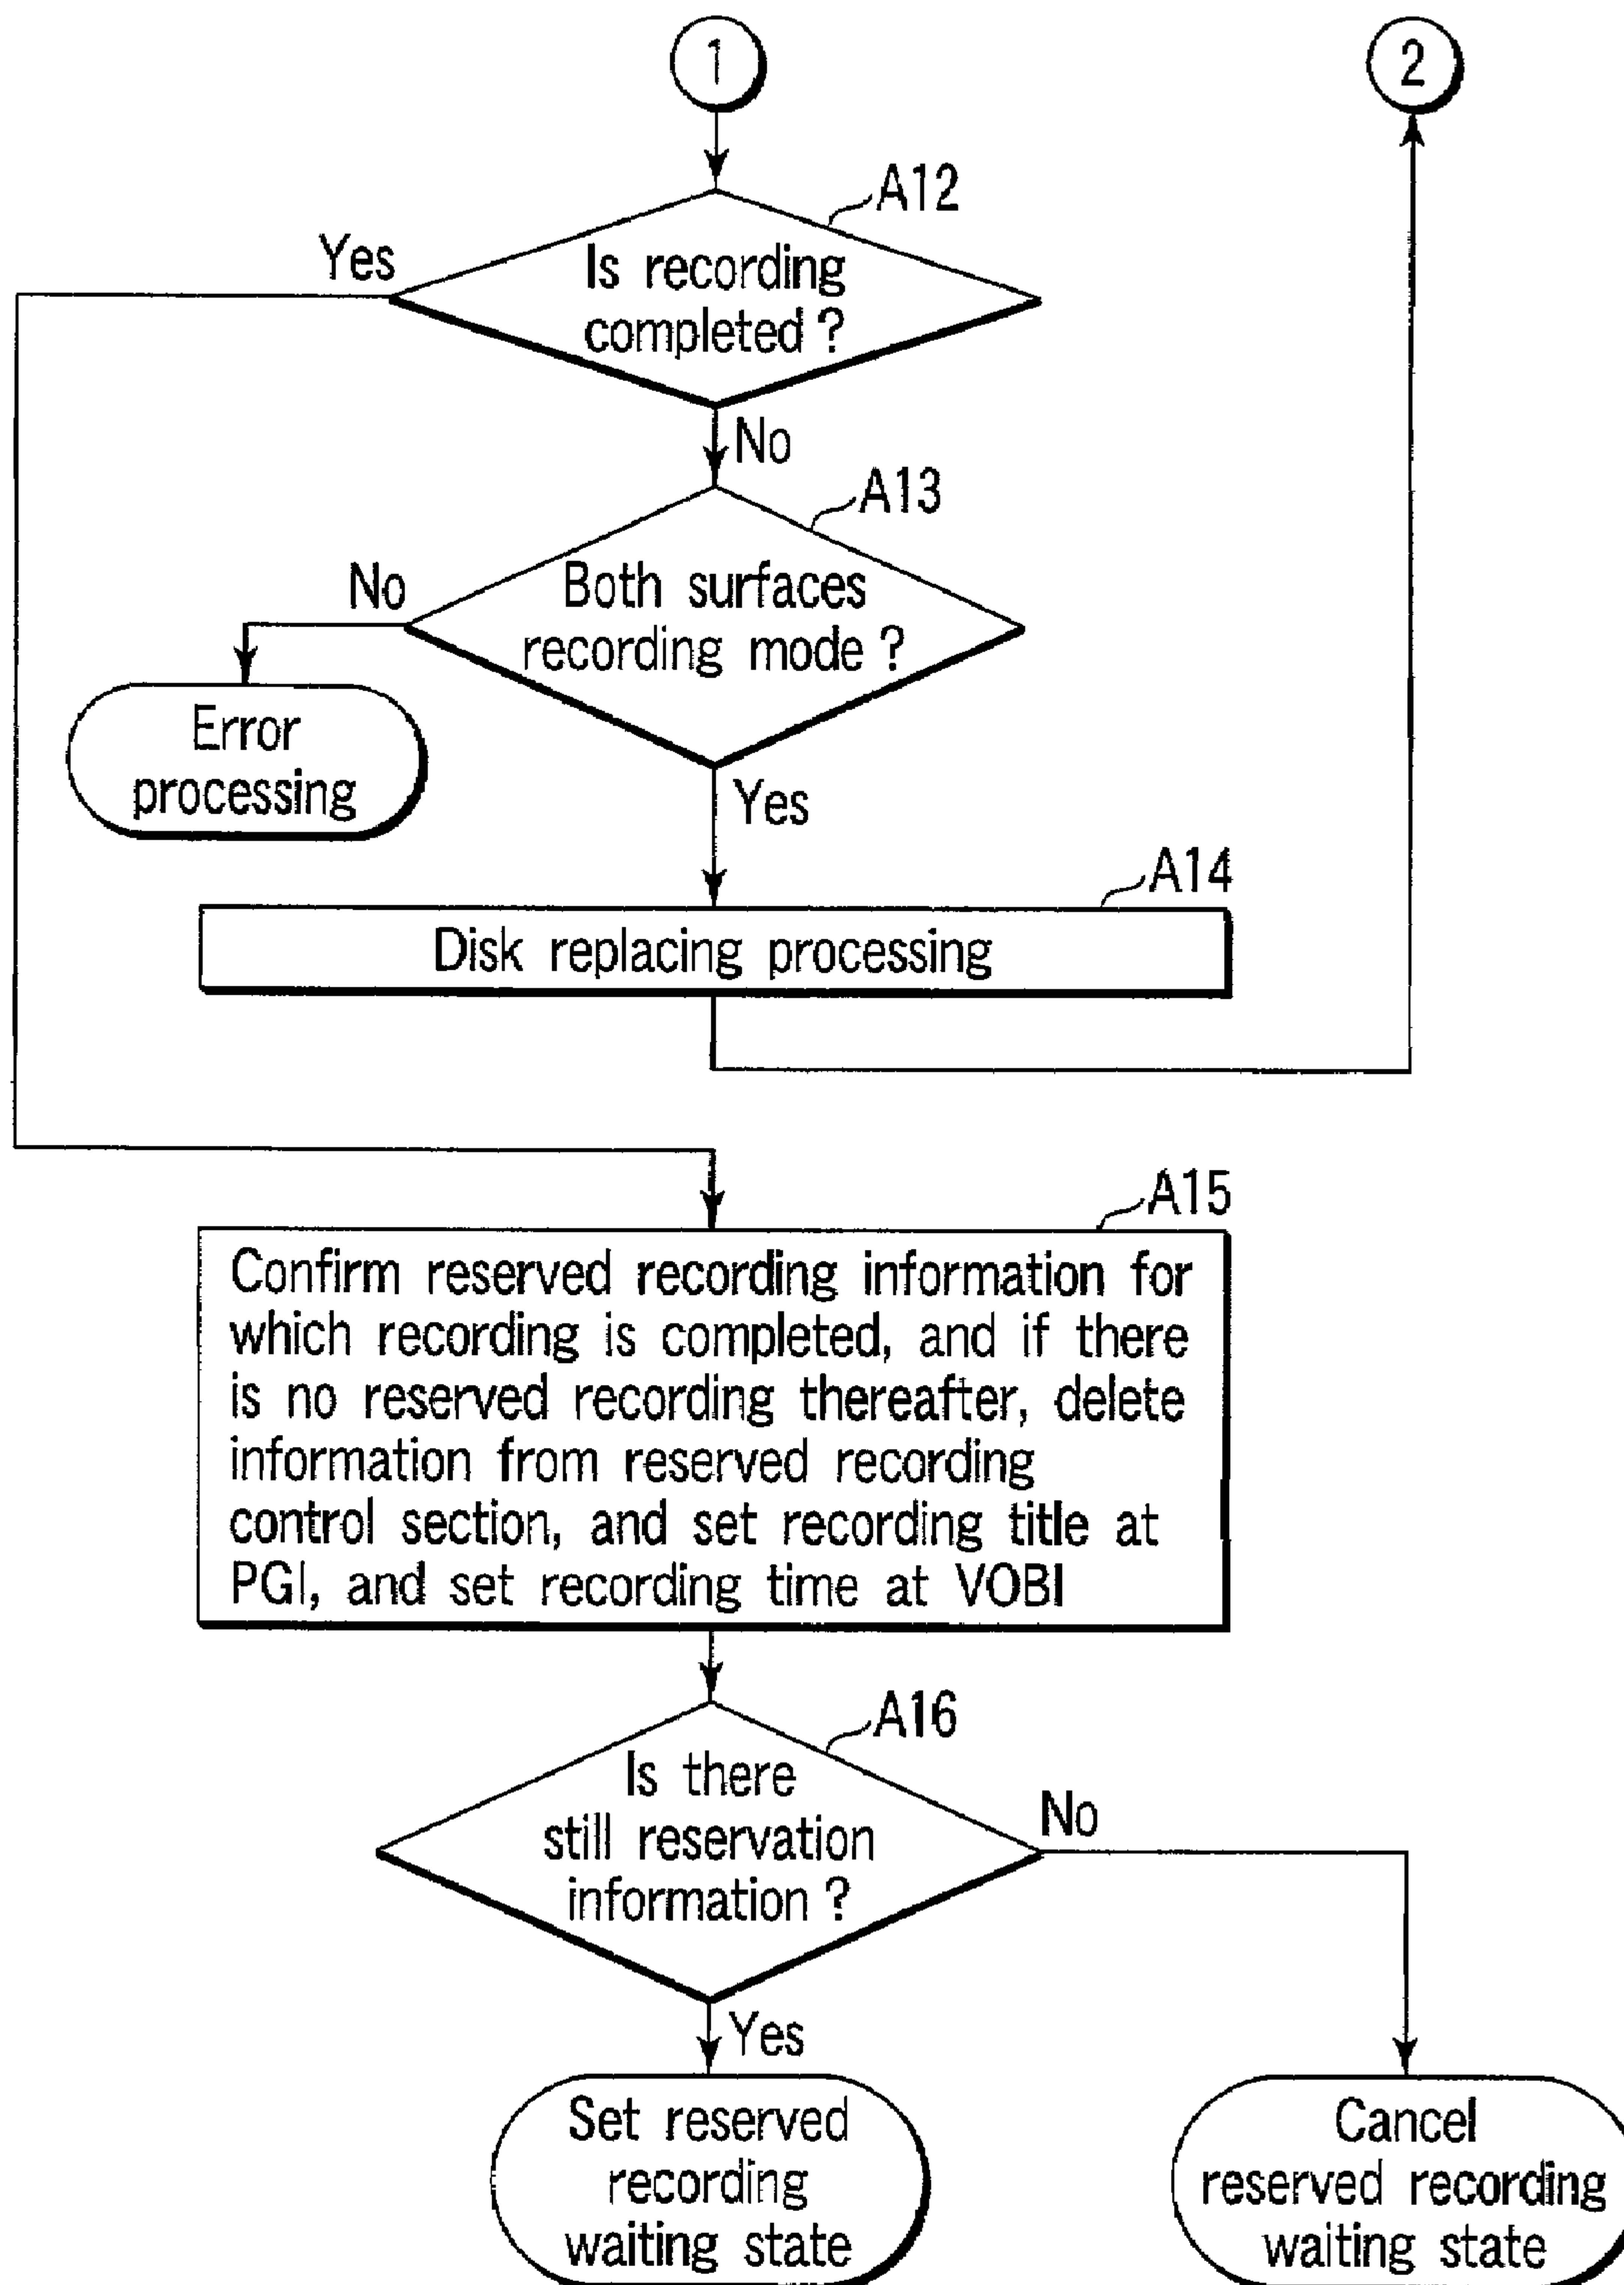 1
2
A12
Yes
Is recording
completed ?
No
A13
No
Both surfaces
recording mode ?
Error
processing
Yes
A14
Disk replacing processing
A15
Confirm reserved recording information for
which recording is completed, and if there
is no reserved recording thereafter, delete
information from reserved recording
control section, and set recording title at
PGI, and set recording time at VOBI
A16
Is there
still reservation
information ?
No
Yes
Set reserved
recording
waiting state
Cancel
reserved recording
waiting state